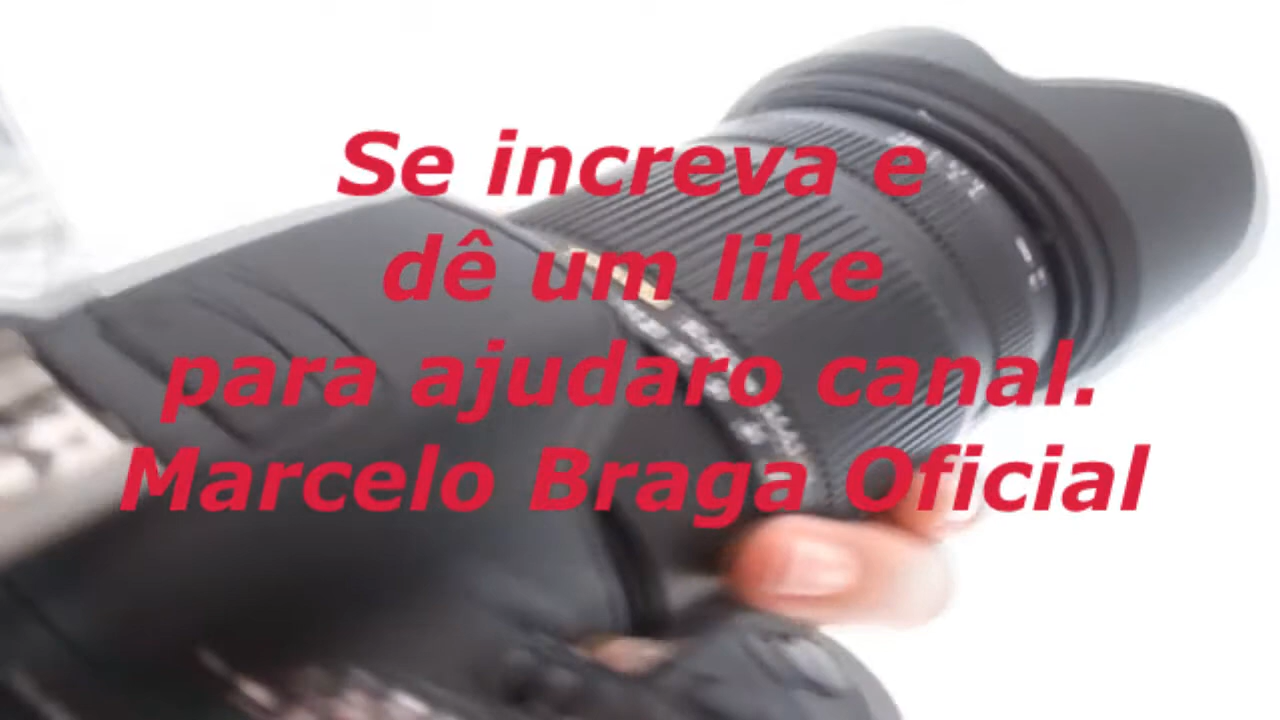 Se increva e
dê um like
para ajudaro canal.
Marcelo Braga Oficial